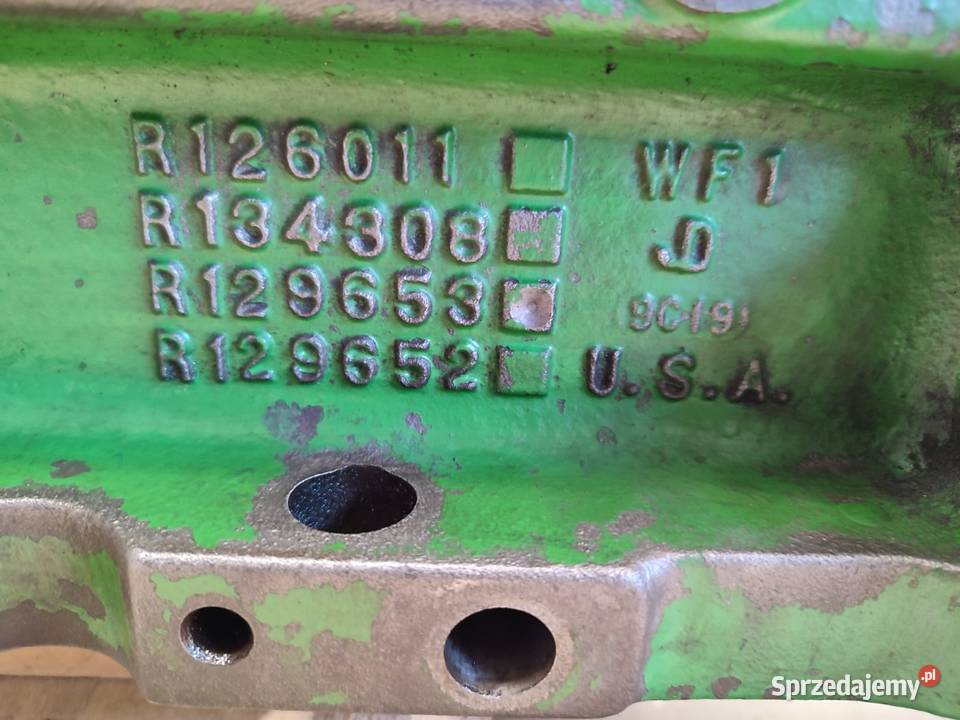 R126011 WF1
R134308 JD
R129653 9C191
R129652 U.S.A.
Sprzedajemy.pl